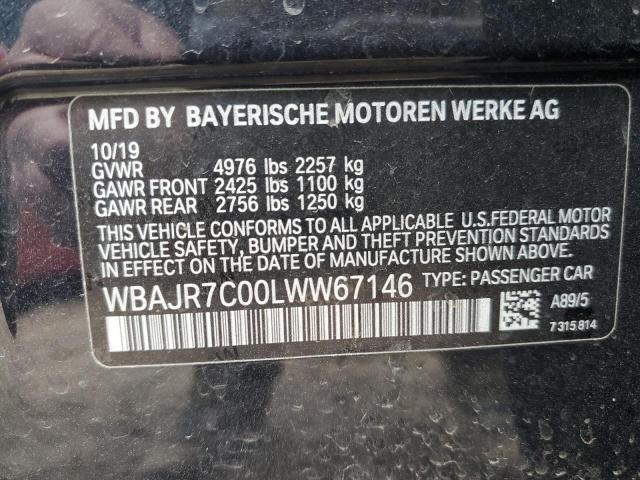 MFD BY BAYERISCHE MOTOREN WERKE AG
10/19
GVWR 4976 lbs 2257 kg
GAWR FRONT 2425 lbs 1100 kg
GAWR REAR 2756 lbs 1250 kg
THIS VEHICLE CONFORMS TO ALL APPLICABLE U.S.FEDERAL MOTOR
VEHICLE SAFETY, BUMPER AND THEFT PREVENTION STANDARDS
IN EFFECT ON THE DATE OF MANUFACTURE SHOWN ABOVE.
WBAJR7C00LWW67146 TYPE: PASSENGER CAR
A89/5
7 315 814